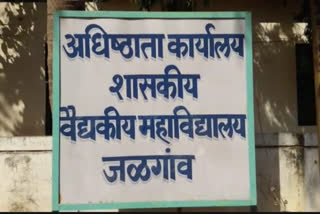 अधिष्ठाता कार्यालय
शासकीय
वैद्यकीय महाविद्यालय
जळगांव